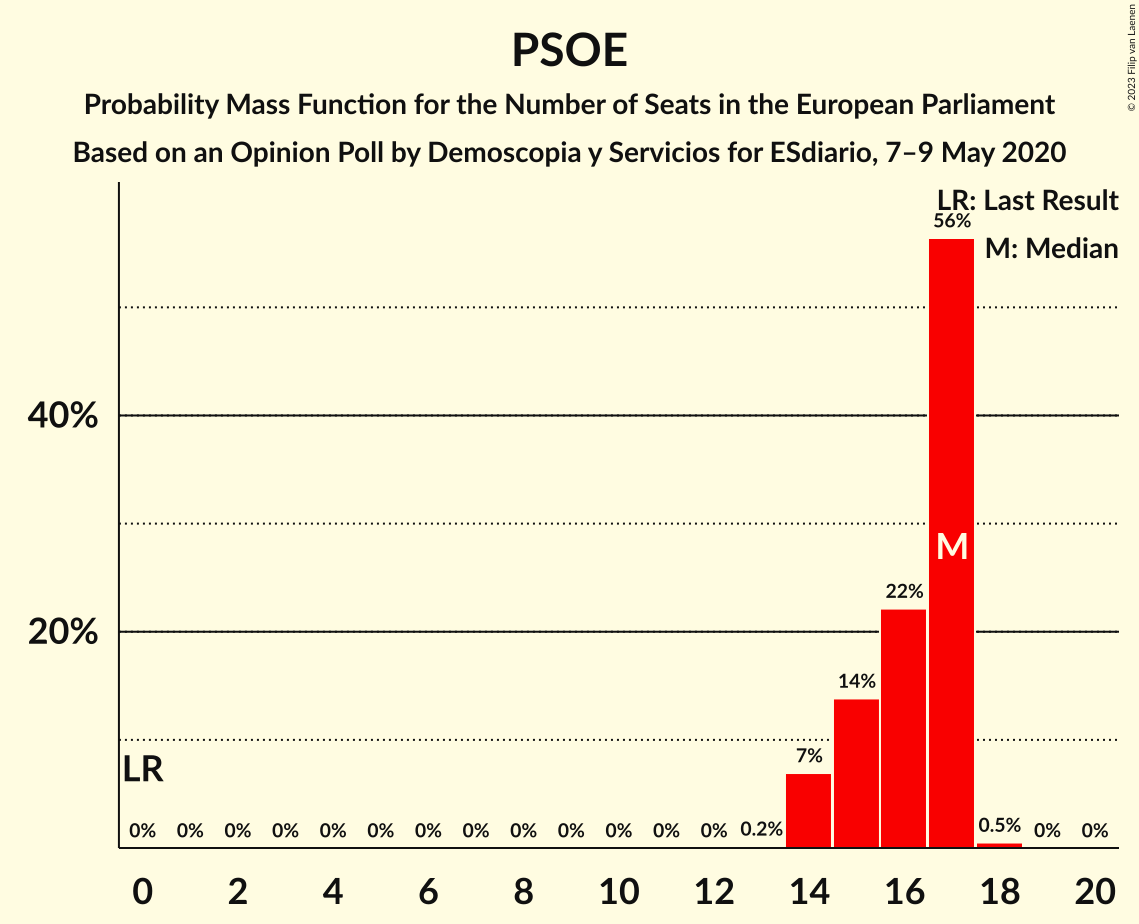 PSOE
Probability Mass Function for the Number of Seats in the European Parliament
Based on an Opinion Poll by Demoscopia y Servicios for ESdiario, 7–9 May 2020
© 2023 Filip van Laenen
LR: Last Result
M: Median
56%
40%
M
22%
20%
14%
7%
LR
0% 0% 0% 0% 0% 0% 0% 0% 0% 0% 0% 0% 0% 0.2% 0.5% 0% 0%
0 2 4 6 8 10 12 14 16 18 20